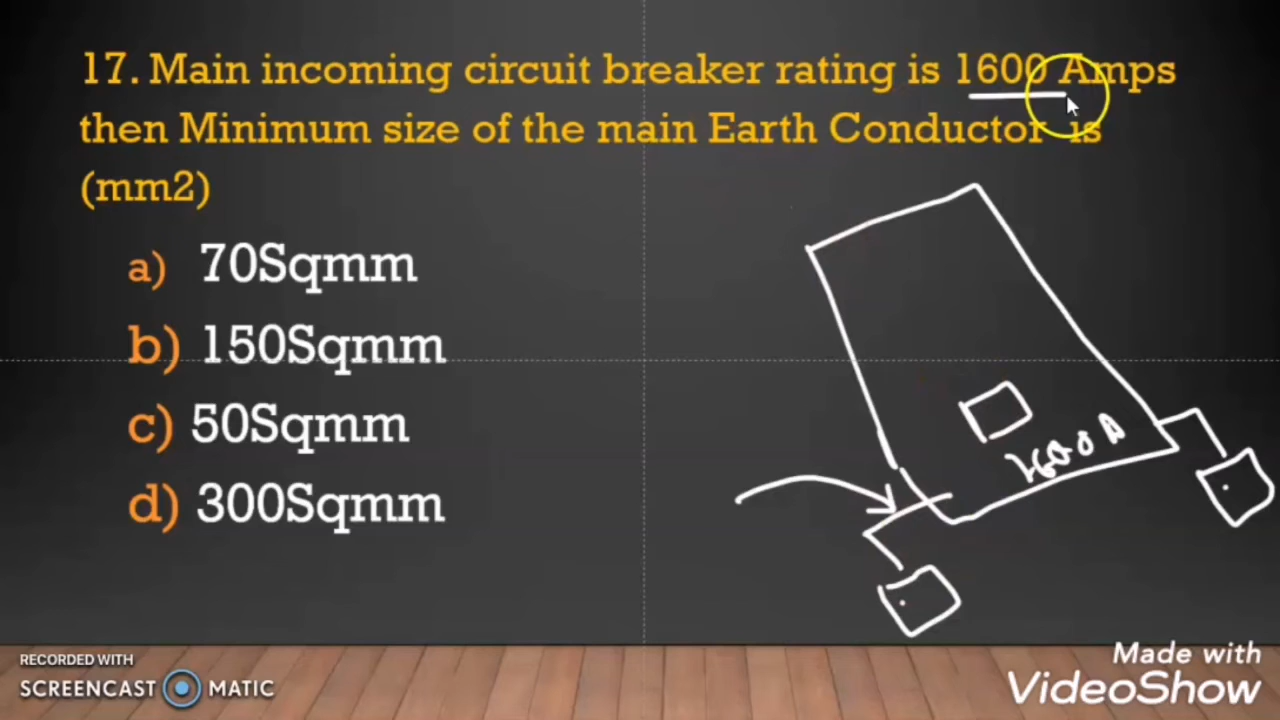 17. Main incoming circuit breaker rating is 1600 Amps
then Minimum size of the main Earth Conductor is
(mm2)
a) 70Sqmm
b) 150Sqmm
c) 50Sqmm
d) 300Sqmm
1600 A
RECORDED WITH
SCREENCAST MATIC
Made with
VideoShow